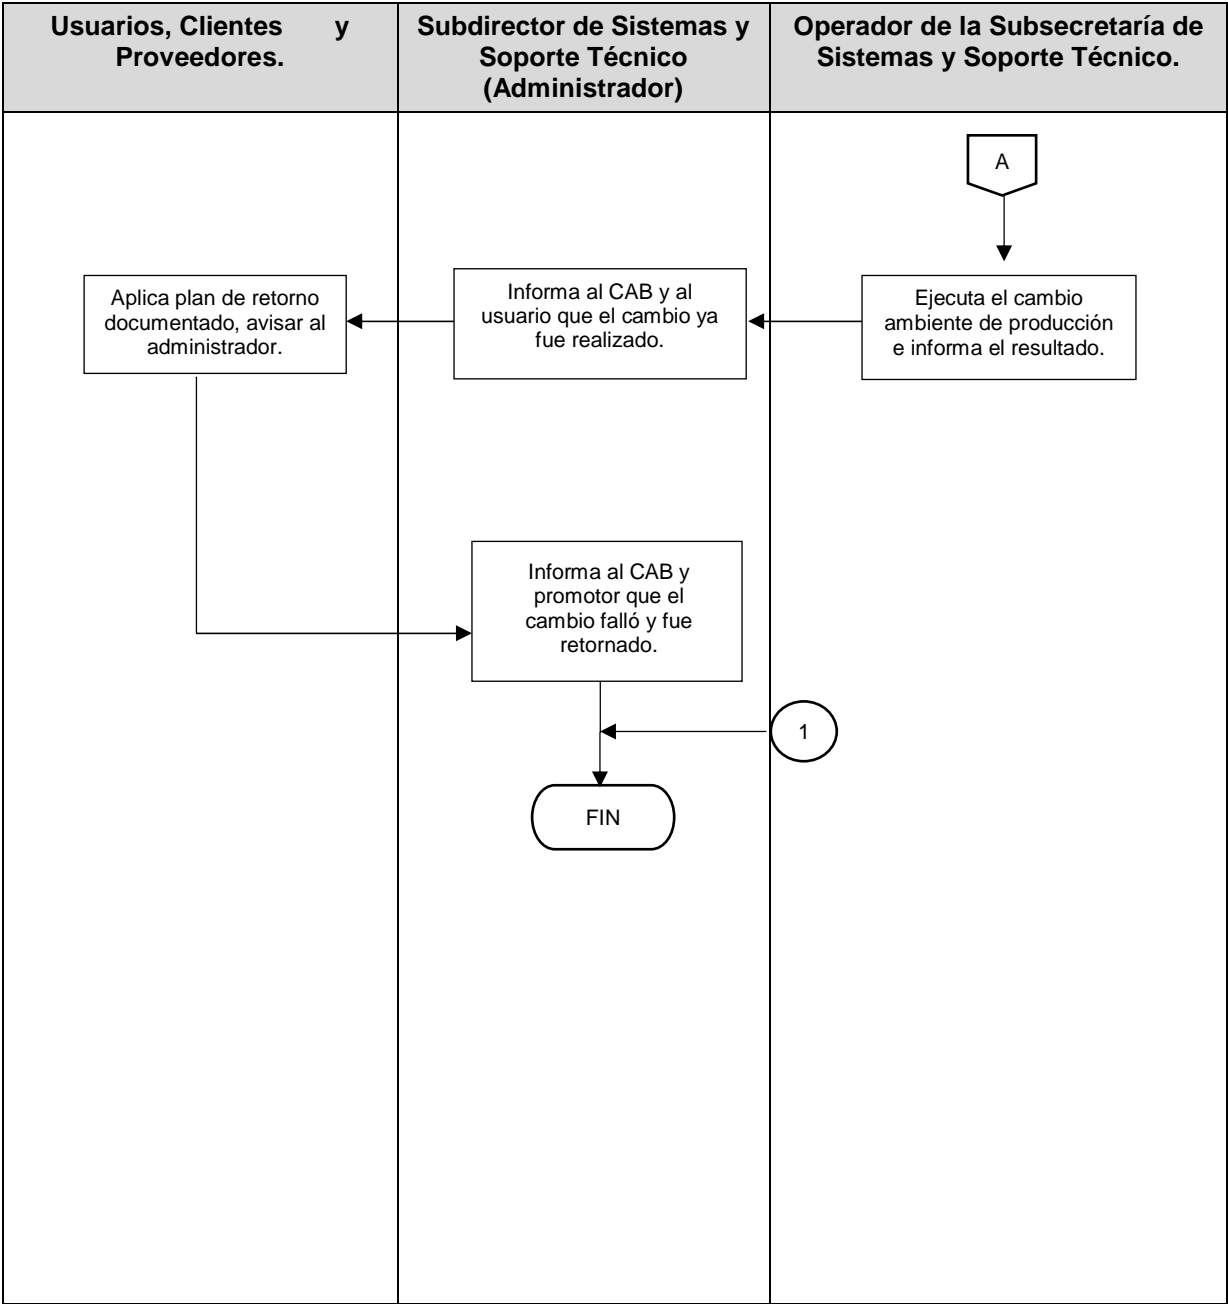 Usuarios, Clientes y
Proveedores.
Subdirector de Sistemas y
Soporte Técnico
(Administrador)
Operador de la Subsecretaría de
Sistemas y Soporte Técnico.
A
Aplica plan de retorno
documentado, avisar al
administrador.
Informa al CAB y al
usuario que el cambio ya
fue realizado.
Ejecuta el cambio
ambiente de producción
e informa el resultado.
Informa al CAB y
promotor que el
cambio falló y fue
retornado.
1
FIN